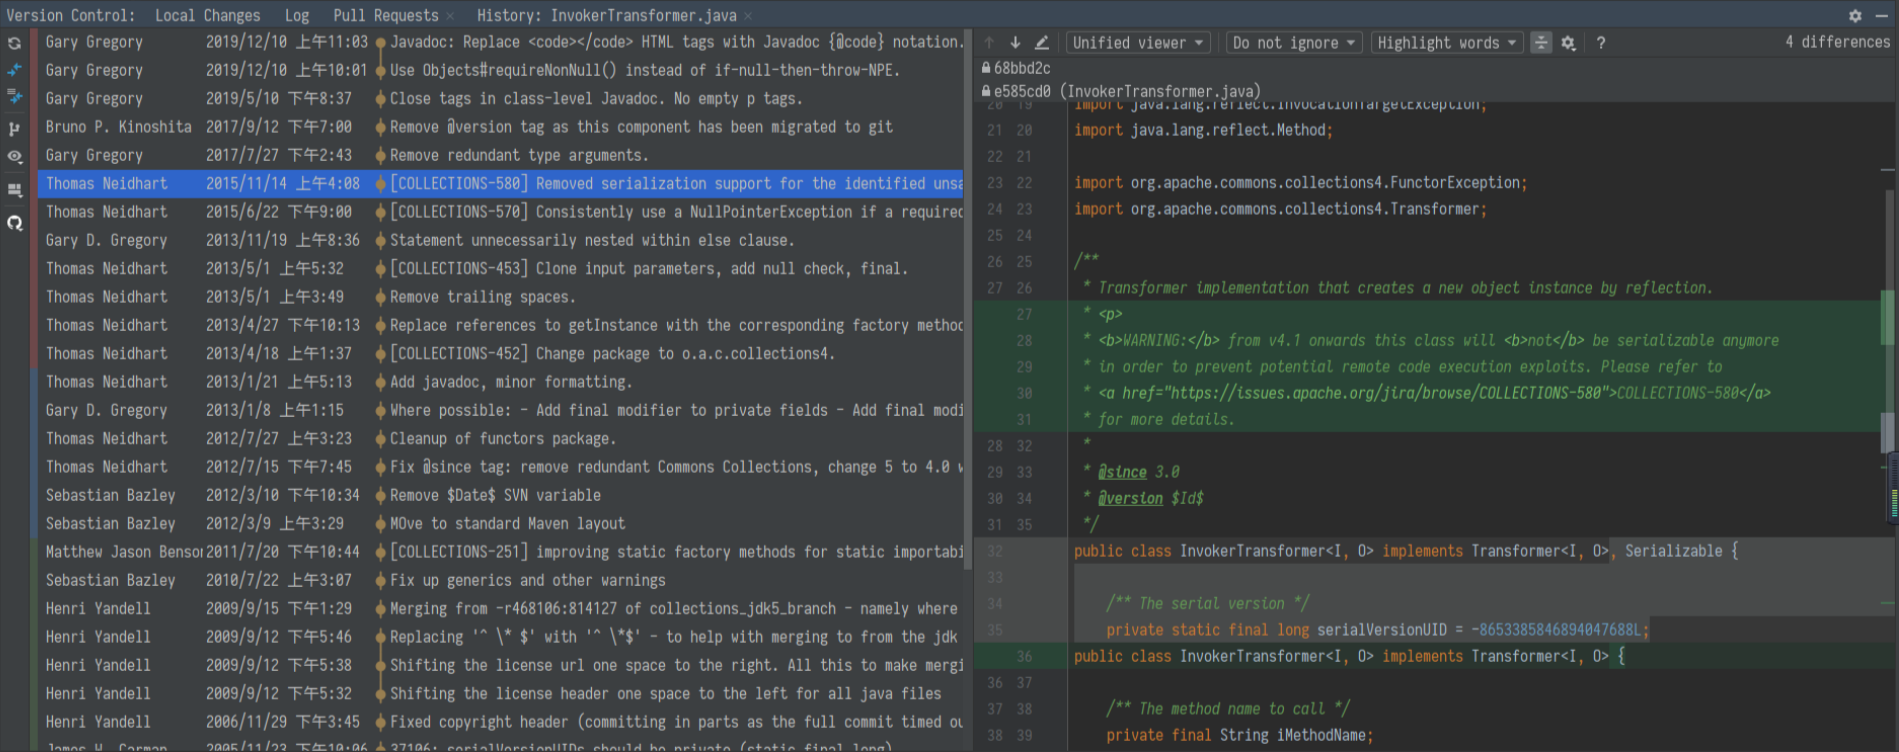 Version Control: Local Changes Log Pull Requests × History: InvokerTransformer.java ×
Gary Gregory 2019/12/10 上午11:03 Javadoc: Replace <code></code> HTML tags with Javadoc {@code} notation.
Gary Gregory 2019/12/10 上午10:01 Use Objects#requireNonNull() instead of if-null-then-throw-NPE.
Gary Gregory 2019/5/10 下午8:37 Close tags in class-level Javadoc. No empty p tags.
Bruno P. Kinoshita 2017/9/12 下午7:00 Remove @version tag as this component has been migrated to git
Gary Gregory 2017/7/27 下午2:43 Remove redundant type arguments.
Thomas Neidhart 2015/11/14 上午4:08 [COLLECTIONS-580] Removed serialization support for the identified unsa
Thomas Neidhart 2015/6/22 下午9:00 [COLLECTIONS-570] Consistently use a NullPointerException if a required
Gary D. Gregory 2013/11/19 上午8:36 Statement unnecessarily nested within else clause.
Thomas Neidhart 2013/5/1 上午5:32 [COLLECTIONS-453] Clone input parameters, add null check, final.
Thomas Neidhart 2013/5/1 上午3:49 Remove trailing spaces.
Thomas Neidhart 2013/4/27 下午10:13 Replace references to getInstance with the corresponding factory method
Thomas Neidhart 2013/4/18 上午1:37 [COLLECTIONS-452] Change package to o.a.c.collections4.
Thomas Neidhart 2013/1/21 上午5:13 Add javadoc, minor formatting.
Gary D. Gregory 2013/1/8 上午1:15 Where possible: - Add final modifier to private fields - Add final modi
Thomas Neidhart 2012/7/27 上午3:23 Cleanup of functors package.
Thomas Neidhart 2012/7/15 下午7:45 Fix @since tag: remove redundant Commons Collections, change 5 to 4.0 w
Sebastian Bazley 2012/3/10 下午10:34 Remove $Date$ SVN variable
Sebastian Bazley 2012/3/9 上午3:29 MOve to standard Maven layout
Matthew Jason Benson 2011/7/20 下午10:44 [COLLECTIONS-251] improving static factory methods for static importabi
Sebastian Bazley 2010/7/22 上午3:07 Fix up generics and other warnings
Henri Yandell 2009/9/15 下午1:29 Merging from -r468106:814127 of collections_jdk5_branch - namely where
Henri Yandell 2009/9/12 下午5:46 Replacing '^ \* $' with '^ \*$' - to help with merging to from the jdk
Henri Yandell 2009/9/12 下午5:38 Shifting the license url one space to the right. All this to make mergi
Henri Yandell 2009/9/12 下午5:32 Shifting the license header one space to the left for all java files
Henri Yandell 2006/11/29 下午3:45 Fixed copyright header (committing in parts as the full commit timed ou
James W. Carman 2005/11/23 下午10:06 37106: serialVersionUIDs should be private (static final long)
Unified viewer Do not ignore Highlight words ? 4 differences
68bbd2c
e585cd0 (InvokerTransformer.java)
20 19 import java.lang.reflect.InvocationTargetException;
21 20 import java.lang.reflect.Method;
22 21
23 22 import org.apache.commons.collections4.FunctorException;
24 23 import org.apache.commons.collections4.Transformer;
25 24
26 25 /**
27 26 * Transformer implementation that creates a new object instance by reflection.
27 * <p>
28 * <b>WARNING:</b> from v4.1 onwards this class will <b>not</b> be serializable anymore
29 * in order to prevent potential remote code execution exploits. Please refer to
30 * <a href="https://issues.apache.org/jira/browse/COLLECTIONS-580">COLLECTIONS-580</a>
31 * for more details.
28 32 *
29 33 * @since 3.0
30 34 * @version $Id$
31 35 */
32 public class InvokerTransformer<I, O> implements Transformer<I, O>, Serializable {
33
34 /** The serial version */
35 private static final long serialVersionUID = -8653385846894047688L;
36 public class InvokerTransformer<I, O> implements Transformer<I, O> {
36 37
37 38 /** The method name to call */
38 39 private final String iMethodName;